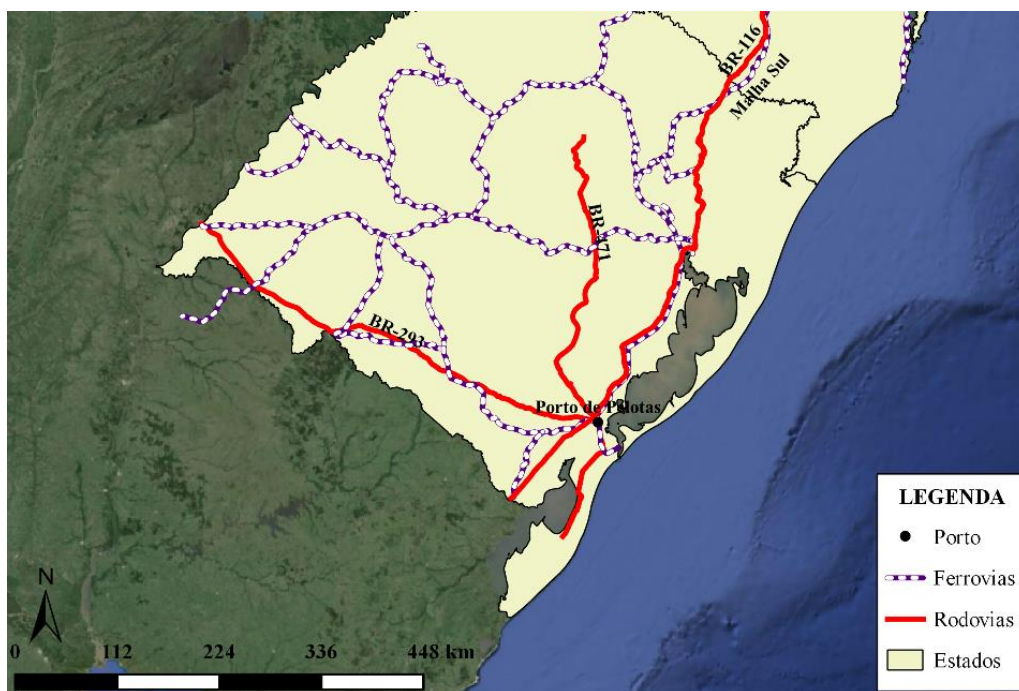 BR-116
Malha Sul
BR-471
BR-293
Porto de Pelotas
N
0 112 224 336 448 km
LEGENDA
Porto
Ferrovias
Rodovias
Estados